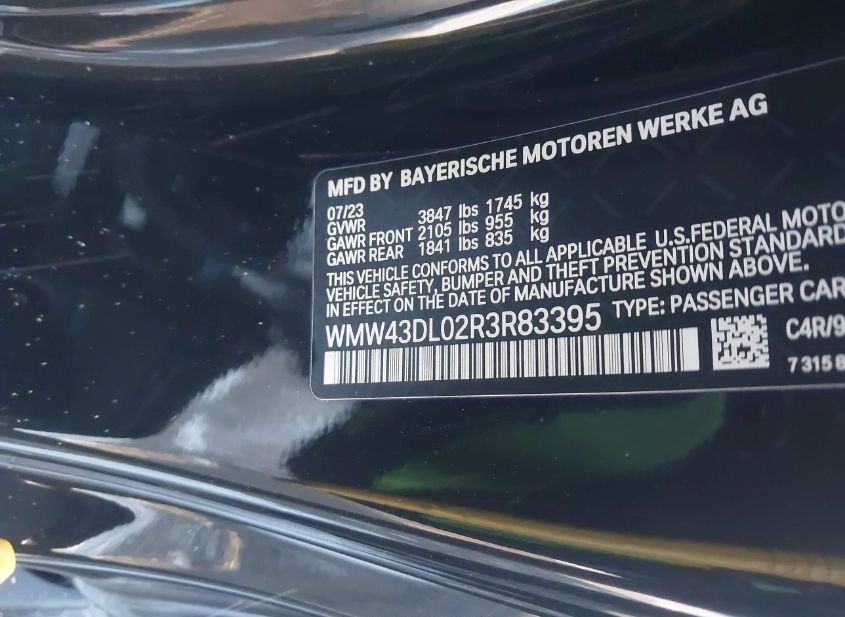 MFD BY BAYERISCHE MOTOREN WERKE AG
07/23
GVWR 3847 lbs 1745 kg
GAWR FRONT 2105 lbs 955 kg
GAWR REAR 1841 lbs 835 kg
THIS VEHICLE CONFORMS TO ALL APPLICABLE U.S.FEDERAL MOTO
VEHICLE SAFETY, BUMPER AND THEFT PREVENTION STANDARD
IN EFFECT ON THE DATE OF MANUFACTURE SHOWN ABOVE.
WMW43DL02R3R83395 TYPE: PASSENGER CAR
C4R/9
7 315 8